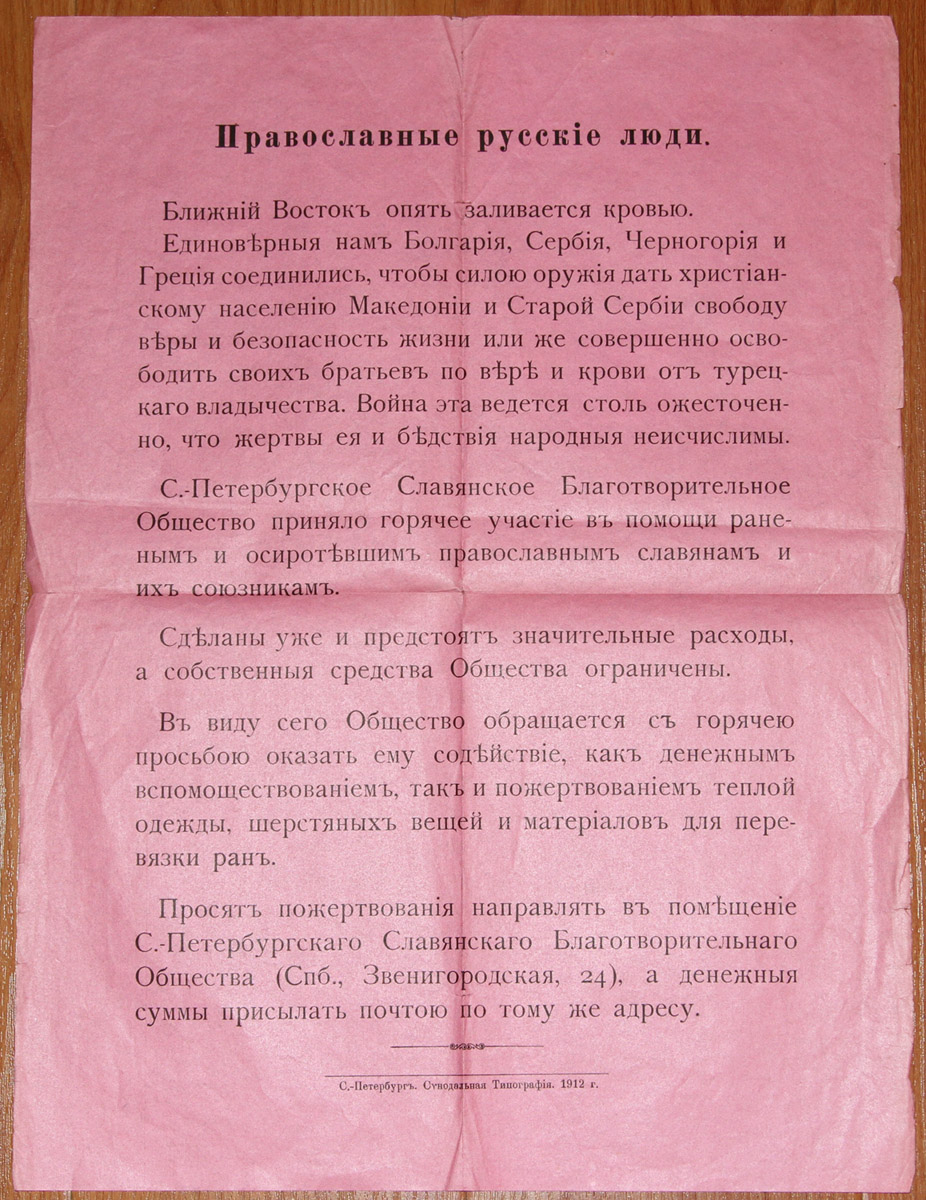 Православные русскіе люди.
Ближній Востокъ опять заливается кровью.
Единовѣрныя намъ Болгарія, Сербія, Черногорія и
Греція соединились, чтобы силою оружія дать христіан-
скому населенію Македоніи и Старой Сербіи свободу
вѣры и безопасность жизни или же совершенно осво-
бодить своихъ братьевъ по вѣрѣ и крови отъ турец-
каго владычества. Война эта ведется столь ожесточен-
но, что жертвы ея и бѣдствія народныя неисчислимы.
С.-Петербургское Славянское Благотворительное
Общество приняло горячее участіе въ помощи ране-
нымъ и осиротѣвшимъ православнымъ славянамъ и
ихъ союзникамъ.
Сдѣланы уже и предстоятъ значительные расходы,
а собственныя средства Общества ограничены.
Въ виду сего Общество обращается съ горячею
просьбою оказать ему содѣйствіе, какъ денежнымъ
вспомоществованіемъ, такъ и пожертвованіемъ теплой
одежды, шерстяныхъ вещей и матеріаловъ для пере-
вязки ранъ.
Просятъ пожертвованія направлять въ помѣщеніе
С.-Петербургскаго Славянскаго Благотворительнаго
Общества (Спб., Звенигородская, 24), а денежныя
суммы присылать почтою по тому же адресу.
С.-Петербургъ. Сѵнодальная Типографія. 1912 г.